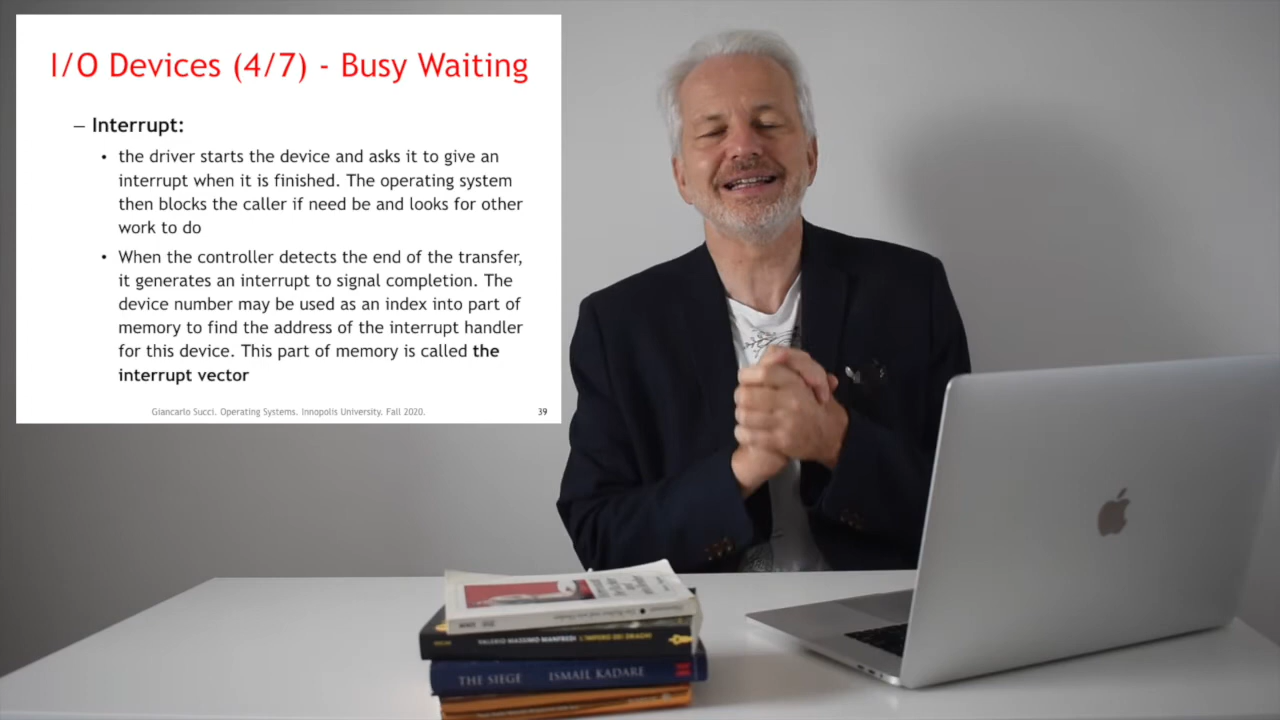 I/O Devices (4/7) - Busy Waiting
– Interrupt:
• the driver starts the device and asks it to give an
interrupt when it is finished. The operating system
then blocks the caller if need be and looks for other
work to do
• When the controller detects the end of the transfer,
it generates an interrupt to signal completion. The
device number may be used as an index into part of
memory to find the address of the interrupt handler
for this device. This part of memory is called the
interrupt vector
Giancarlo Succi. Operating Systems. Innopolis University. Fall 2020.
39
VALERIO MASSIMO MANFREDI L'IMPERO DEI DRAGHI
THE SIEGE ISMAIL KADARE